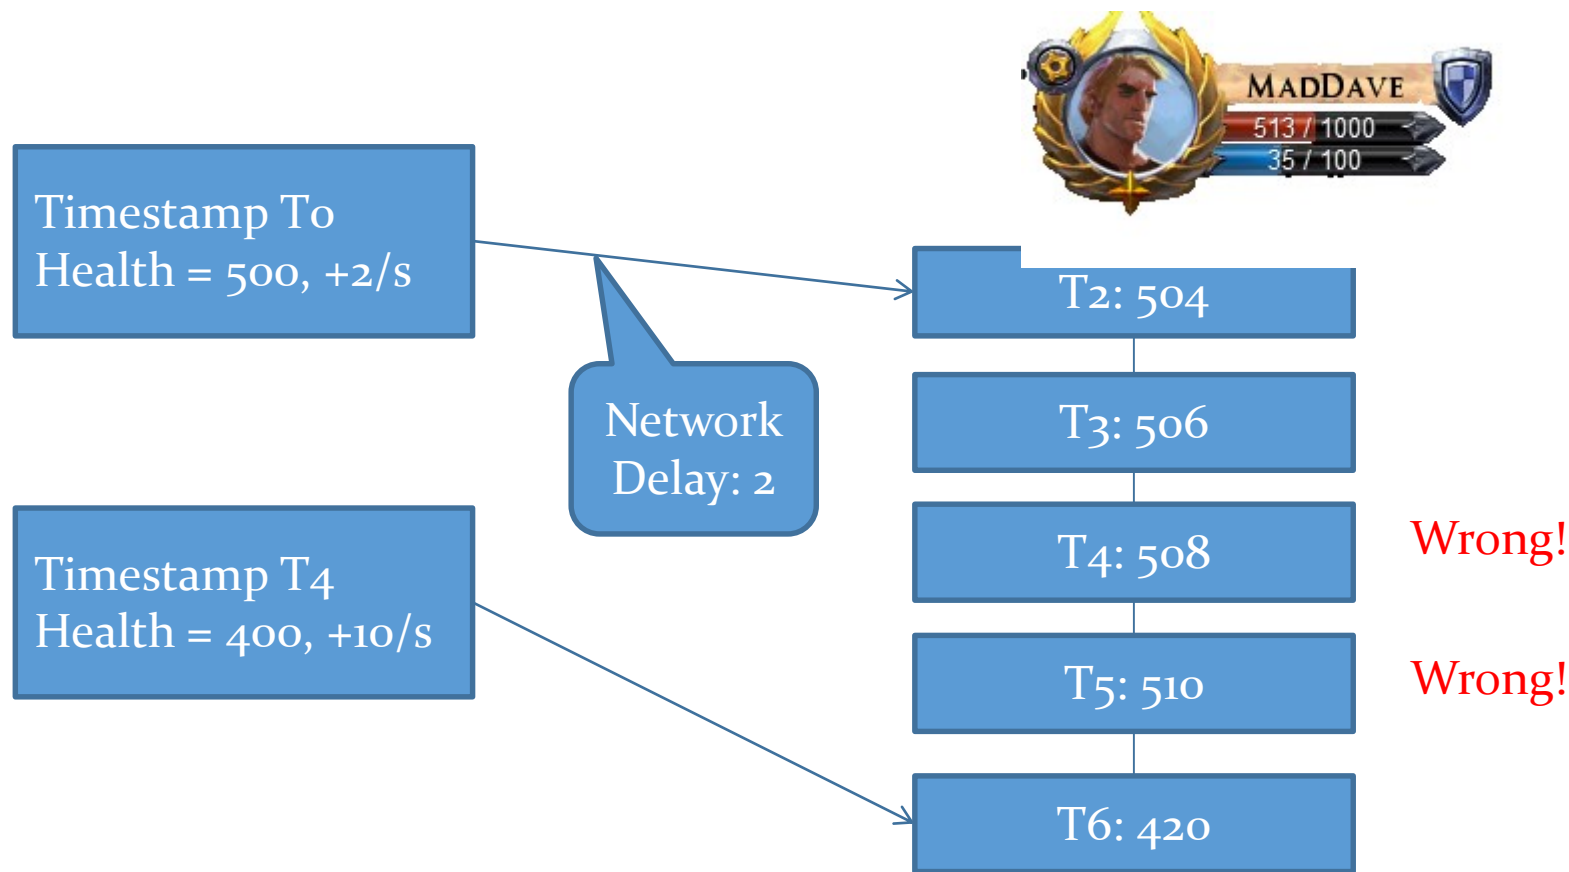 MADDAVE
513 / 1000
35 / 100
Timestamp T0
Health = 500, +2/s
T2: 504
Network
Delay: 2
T3: 506
Timestamp T4
Health = 400, +10/s
T4: 508
Wrong!
T5: 510
Wrong!
T6: 420